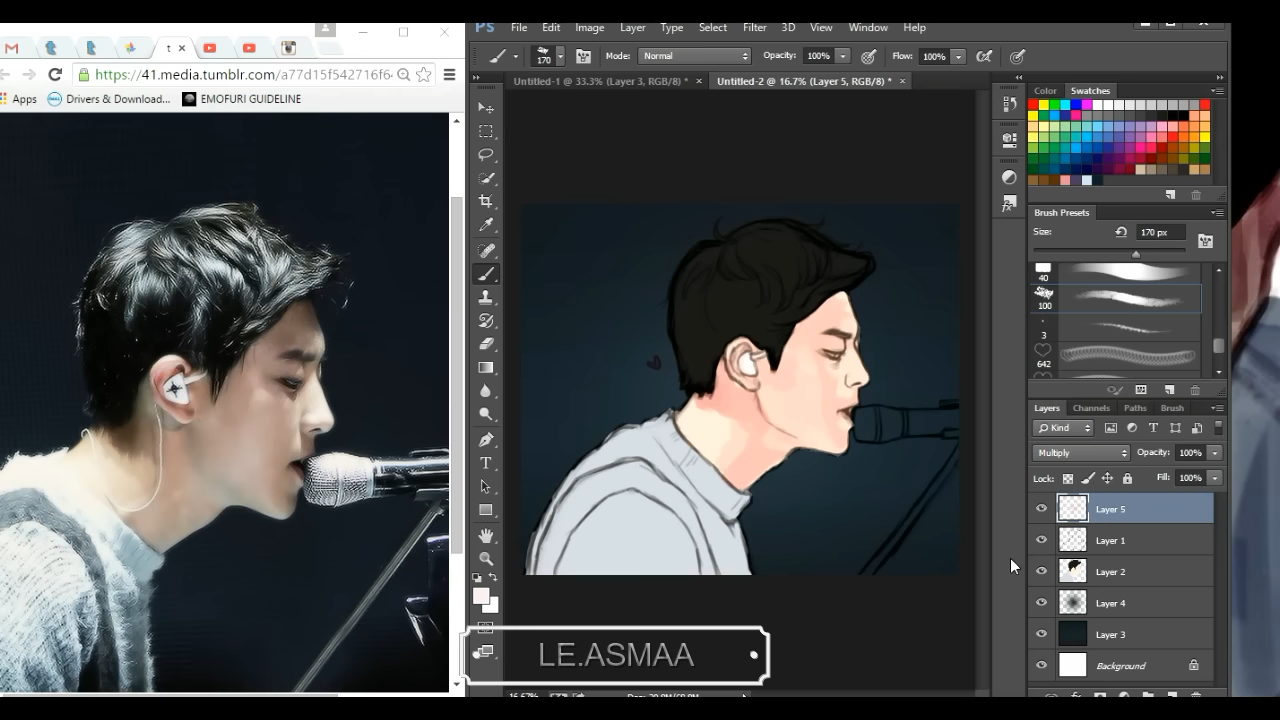 PS File Edit Image Layer Type Select Filter 3D View Window Help
t ×
https://41.media.tumblr.com/a77d15f542716f6
Apps Drivers & Download... EMOFURI GUIDELINE
170 Mode: Normal Opacity: 100% Flow: 100%
Untitled-1 @ 33.3% (Layer 3, RGB/8) * × Untitled-2 @ 16.7% (Layer 5, RGB/8) * ×
Color Swatches
Brush Presets
Size: 170 px
40
100
3
642
Layers Channels Paths Brush
Kind
Multiply Opacity: 100%
Lock: Fill: 100%
Layer 5
Layer 1
Layer 2
Layer 4
Layer 3
Background
LE.ASMAA